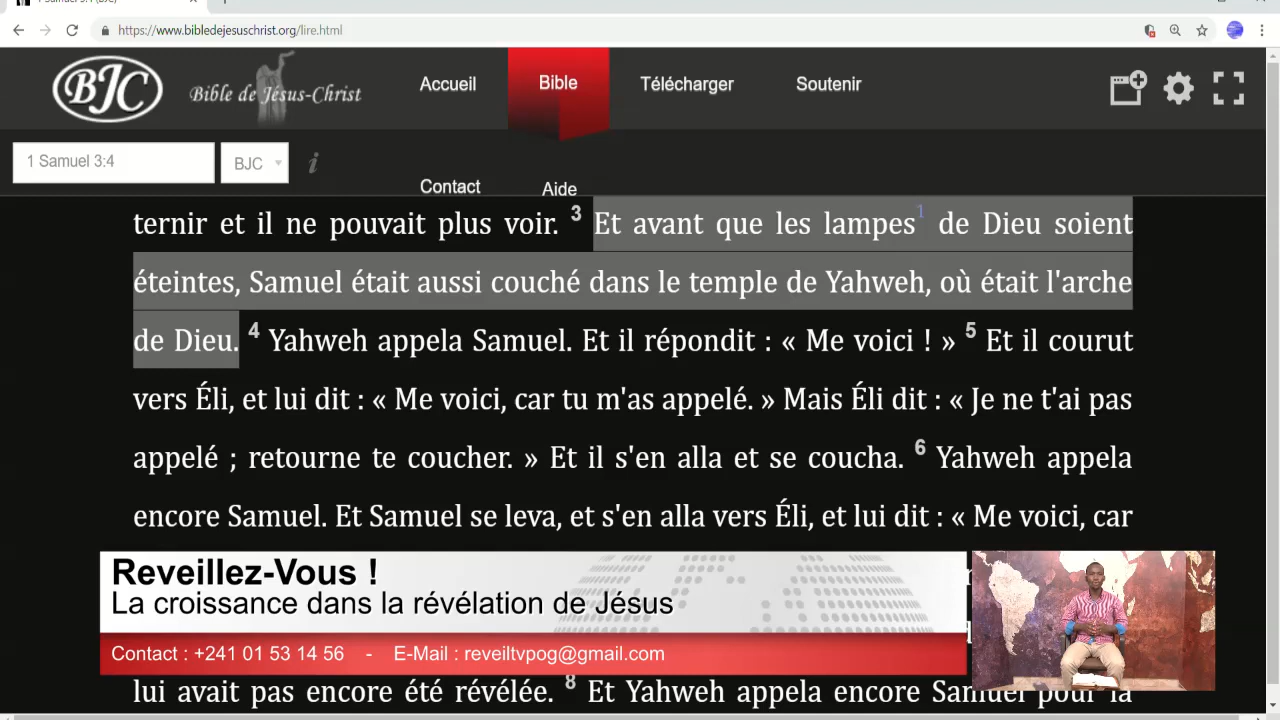 https://www.bibledejesuschrist.org/lire.html
BJC
Bible de Jésus-Christ
Accueil
Bible
Télécharger
Soutenir
1 Samuel 3:4
BJC
i
Contact
Aide
ternir et il ne pouvait plus voir. 3 Et avant que les lampes1 de Dieu soient
éteintes, Samuel était aussi couché dans le temple de Yahweh, où était l'arche
de Dieu. 4 Yahweh appela Samuel. Et il répondit : « Me voici ! » 5 Et il courut
vers Éli, et lui dit : « Me voici, car tu m'as appelé. » Mais Éli dit : « Je ne t'ai pas
appelé ; retourne te coucher. » Et il s'en alla et se coucha. 6 Yahweh appela
encore Samuel. Et Samuel se leva, et s'en alla vers Éli, et lui dit : « Me voici, car
Reveillez-Vous !
La croissance dans la révélation de Jésus
Contact : +241 01 53 14 56 - E-Mail : reveiltvpog@gmail.com
lui avait pas encore été révélée. 8 Et Yahweh appela encore Samuel pour la